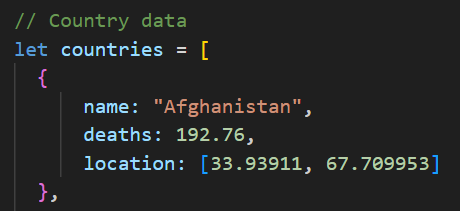 // Country data
let countries = [
{
name: "Afghanistan",
deaths: 192.76,
location: [33.93911, 67.709953]
},